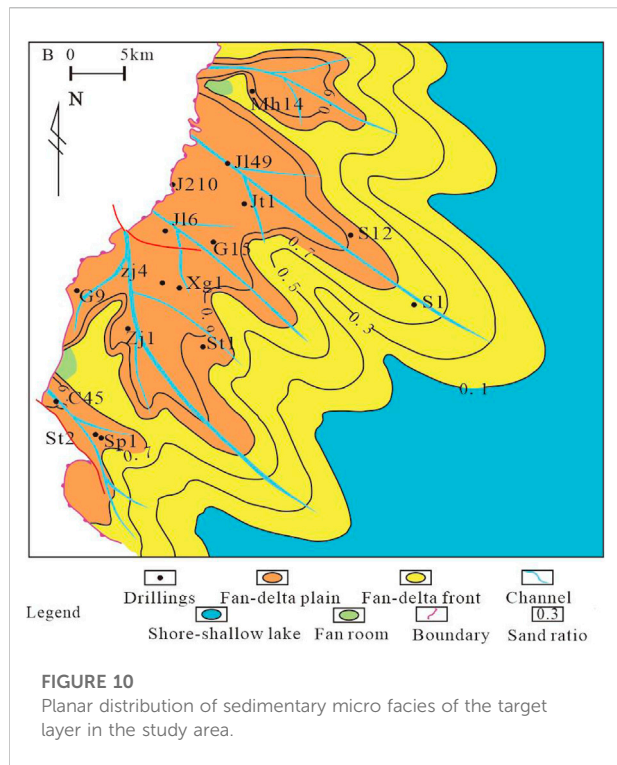 B 0 5km
N
Mh14
0.6
Jl49
J210
Jt1
Jl6
S12
G15
0.7
zj4
Xg1
0.5
G9
0.3
S1
Zj1
St1
0.1
C45
St2
Sp1
0.7
Drillings Fan-delta plain Fan-delta front Channel
Legend
0.3
Shore-shallow lake Fan room Boundary Sand ratio
FIGURE 10
Planar distribution of sedimentary micro facies of the target
layer in the study area.